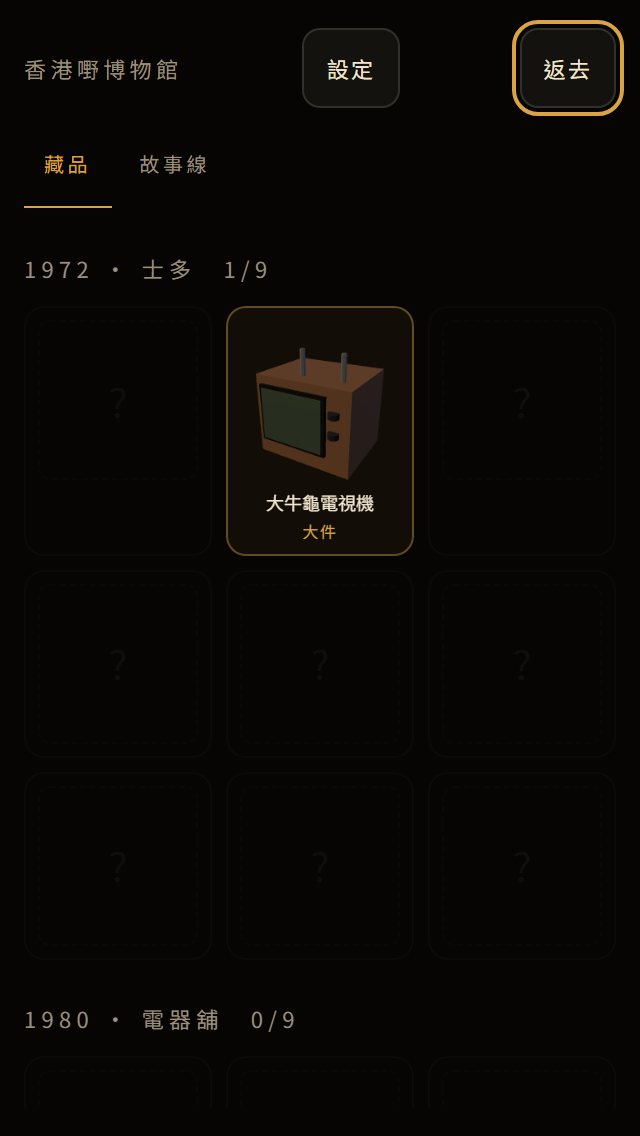 香港嘢博物館
設定
返去
藏品
故事線
1972 · 士多 1/9
?
大牛龜電視機
大件
?
?
?
?
?
?
?
1980 · 電器舖 0/9